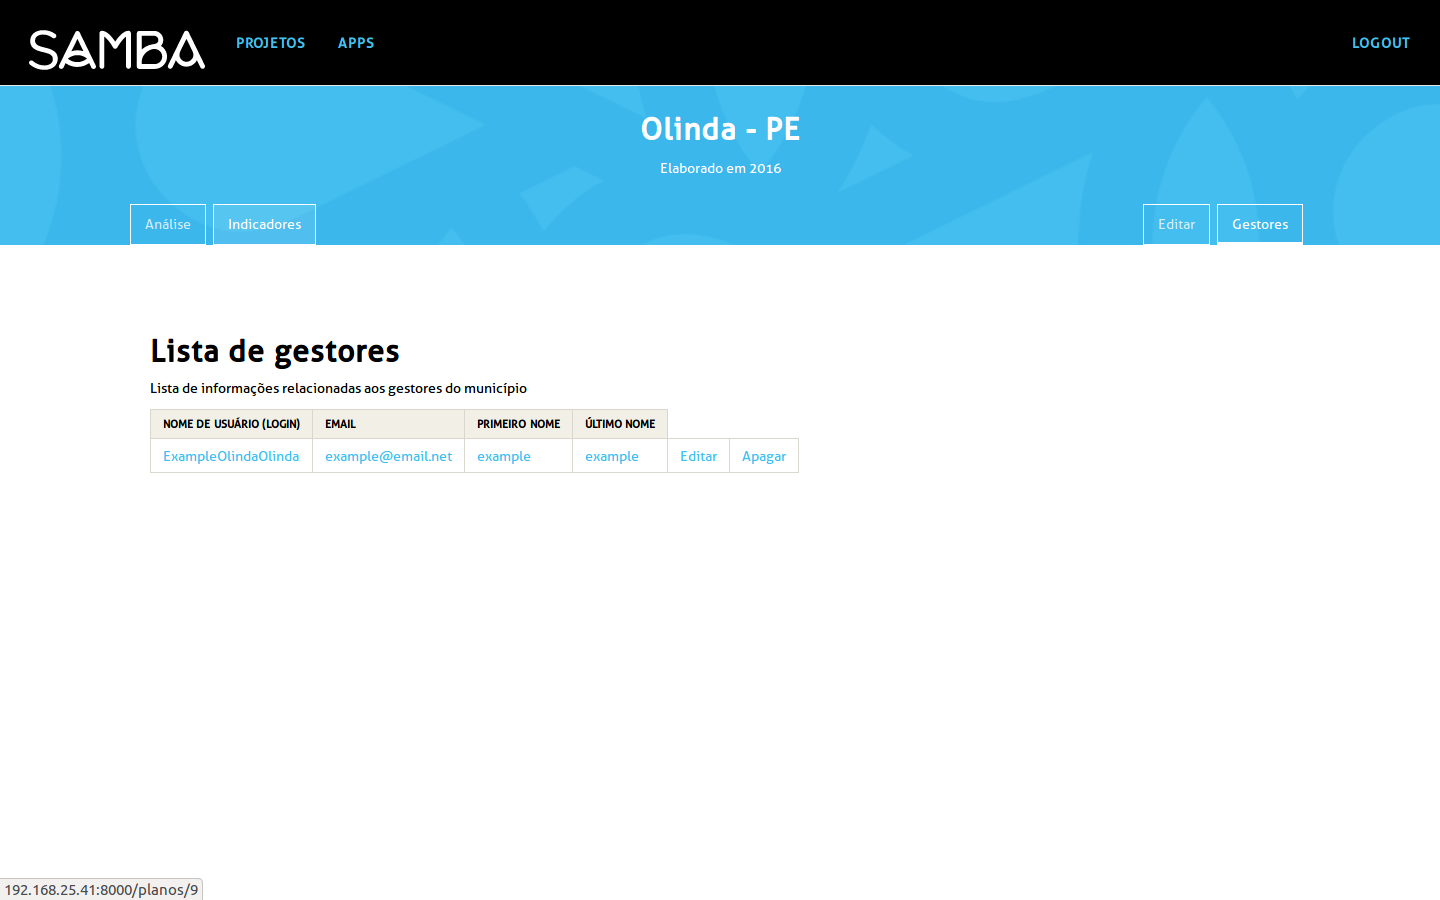 SAMBA PROJETOS APPS LOGOUT
Olinda - PE
Elaborado em 2016
Análise Indicadores Editar Gestores
Lista de gestores
Lista de informações relacionadas aos gestores do município
NOME DE USUÁRIO (LOGIN) EMAIL PRIMEIRO NOME ÚLTIMO NOME
ExampleOlindaOlinda example@email.net example example Editar Apagar
192.168.25.41:8000/planos/9